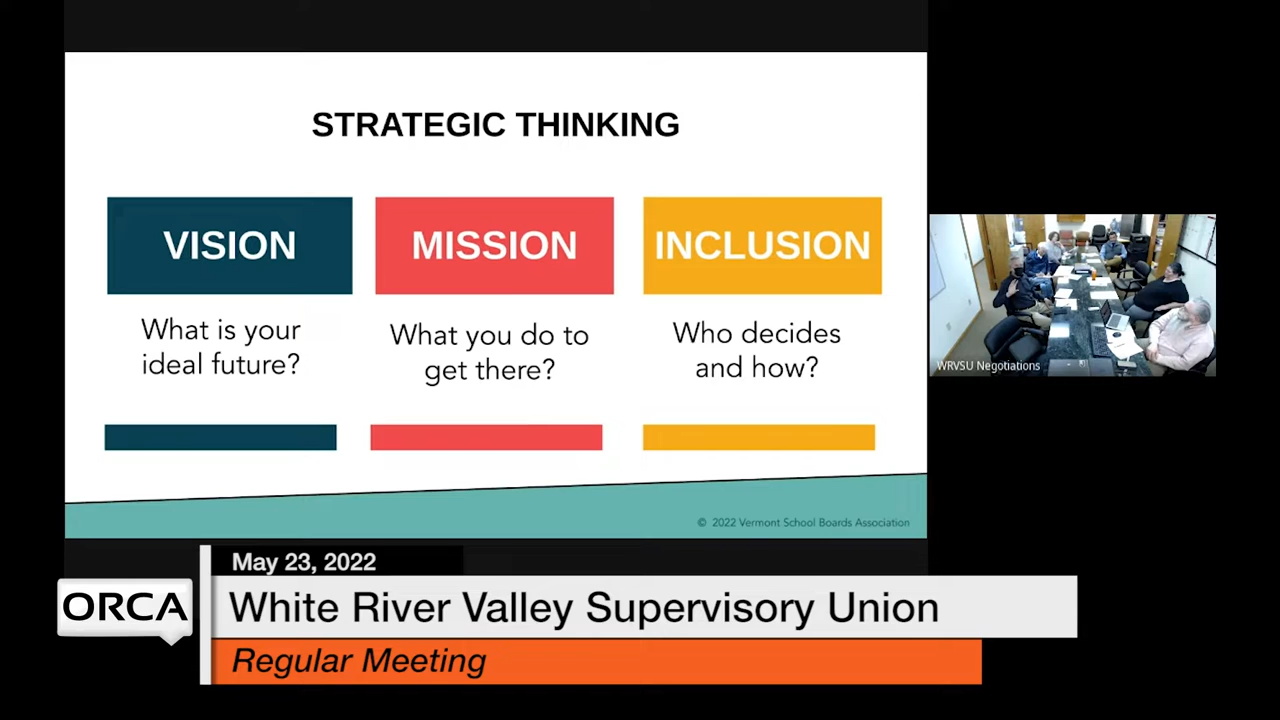 STRATEGIC THINKING
VISION
What is your
ideal future?
MISSION
What you do to
get there?
INCLUSION
Who decides
and how?
© 2022 Vermont School Boards Association
WRVSU Negotiations
May 23, 2022
ORCA
White River Valley Supervisory Union
Regular Meeting